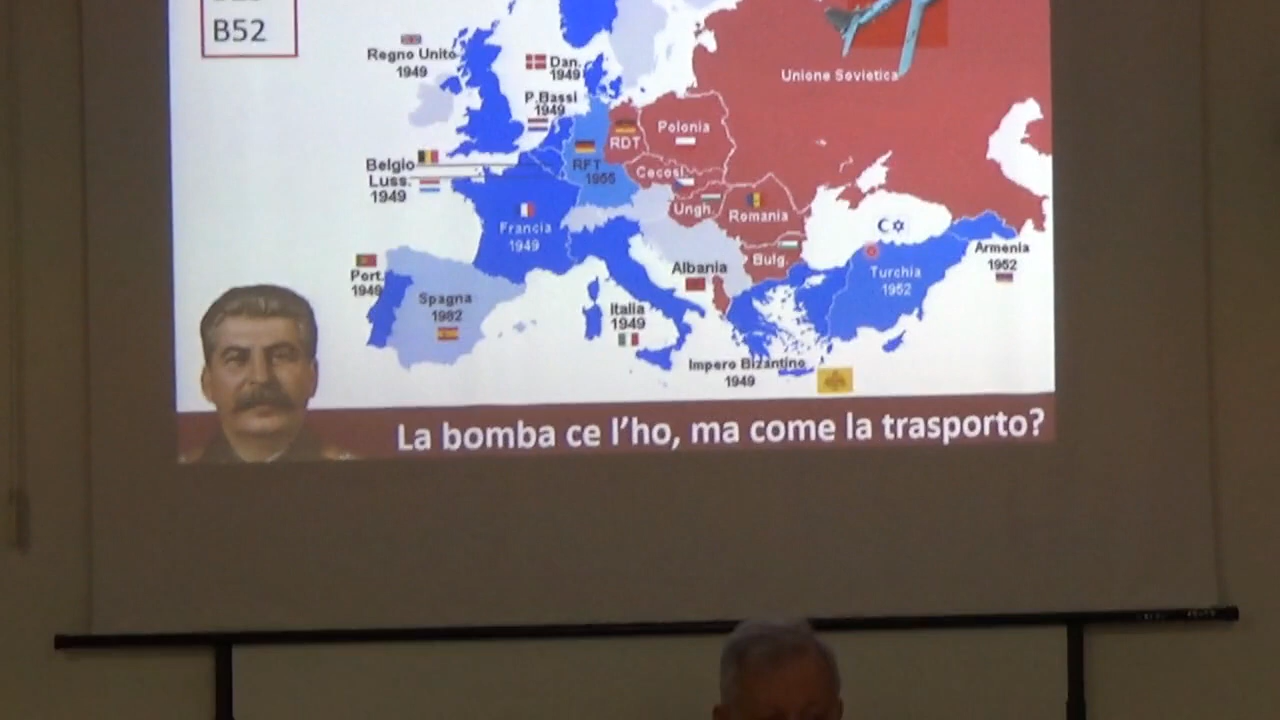 B52
Regno Unito
1949
Dan.
1949
P.Bassi
1949
Unione Sovietica
Polonia
RDT
Belgio
Luss.
1949
RFT
1955
Cecosl.
Ungh.
Romania
Francia
1949
Bulg.
Armenia
1952
Albania
Turchia
1952
Port.
1949
Spagna
1982
Italia
1949
Impero Bizantino
1949
La bomba ce l'ho, ma come la trasporto?